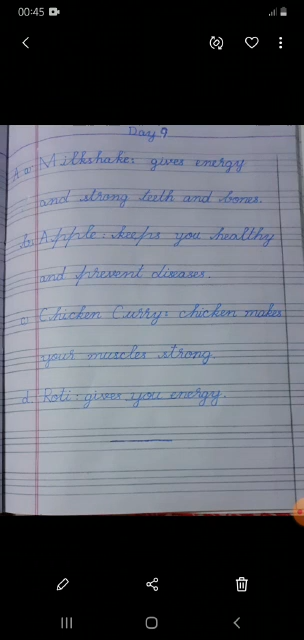 00:45
Day 9
A a. Milkshake: gives energy
and strong teeth and bones.
b. Apple: keeps you healthy
and prevent diseases.
c. Chicken Curry: chicken makes
your muscles strong.
d. Roti: gives you energy.